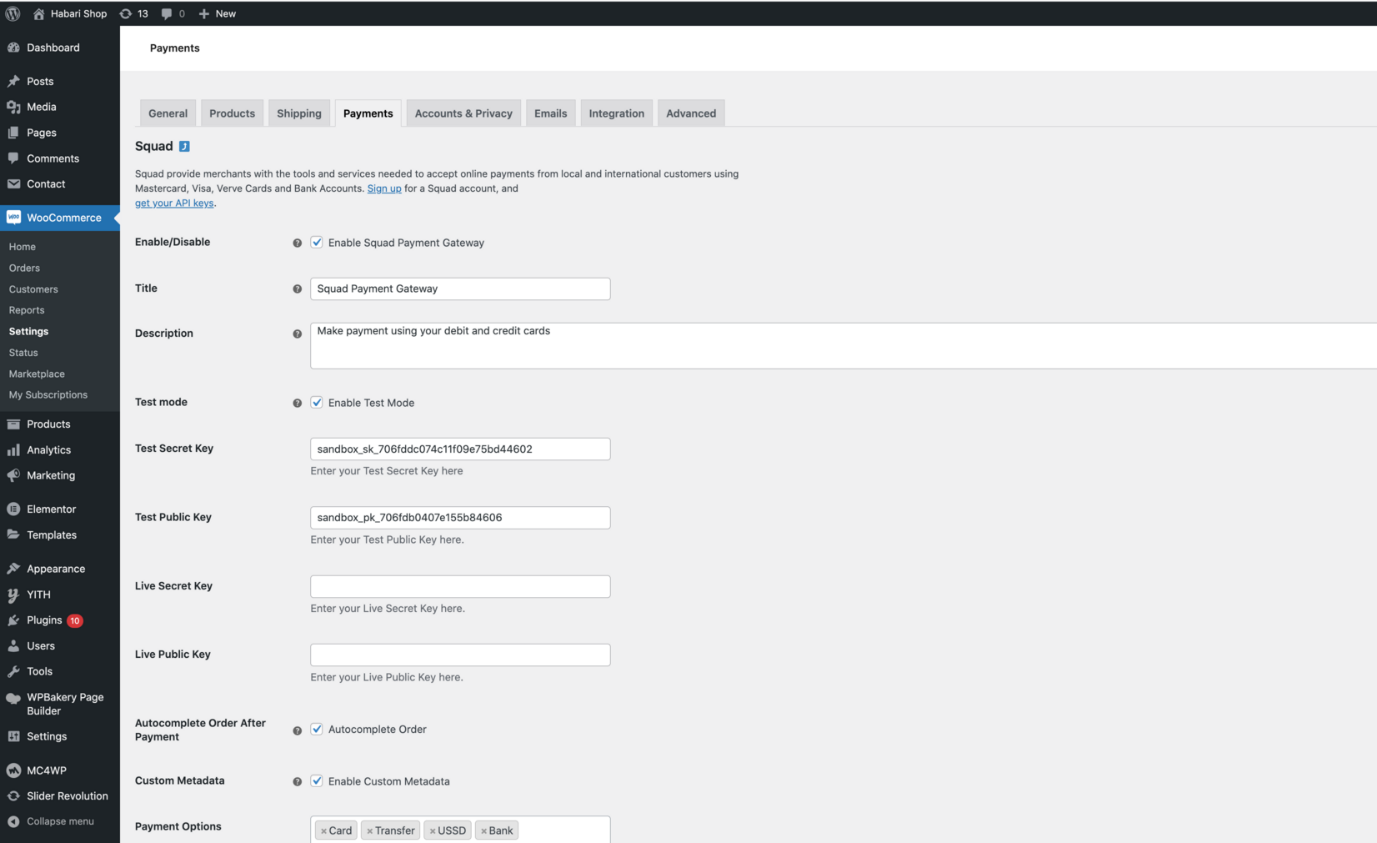 Habari Shop 13 0 New
Dashboard
Posts
Media
Pages
Comments
Contact
WooCommerce
Home
Orders
Customers
Reports
Settings
Status
Marketplace
My Subscriptions
Products
Analytics
Marketing
Elementor
Templates
Appearance
YITH
Plugins 10
Users
Tools
WPBakery Page
Builder
Settings
MC4WP
Slider Revolution
Collapse menu
Payments
General Products Shipping Payments Accounts & Privacy Emails Integration Advanced
Squad
Squad provide merchants with the tools and services needed to accept online payments from local and international customers using
Mastercard, Visa, Verve Cards and Bank Accounts. Sign up for a Squad account, and
get your API keys.
Enable/Disable Enable Squad Payment Gateway
Title Squad Payment Gateway
Description Make payment using your debit and credit cards
Test mode Enable Test Mode
Test Secret Key sandbox_sk_706fddc074c11f09e75bd44602
Enter your Test Secret Key here
Test Public Key sandbox_pk_706fdb0407e155b84606
Enter your Test Public Key here.
Live Secret Key
Enter your Live Secret Key here.
Live Public Key
Enter your Live Public Key here.
Autocomplete Order After
Payment Autocomplete Order
Custom Metadata Enable Custom Metadata
Payment Options × Card × Transfer × USSD × Bank